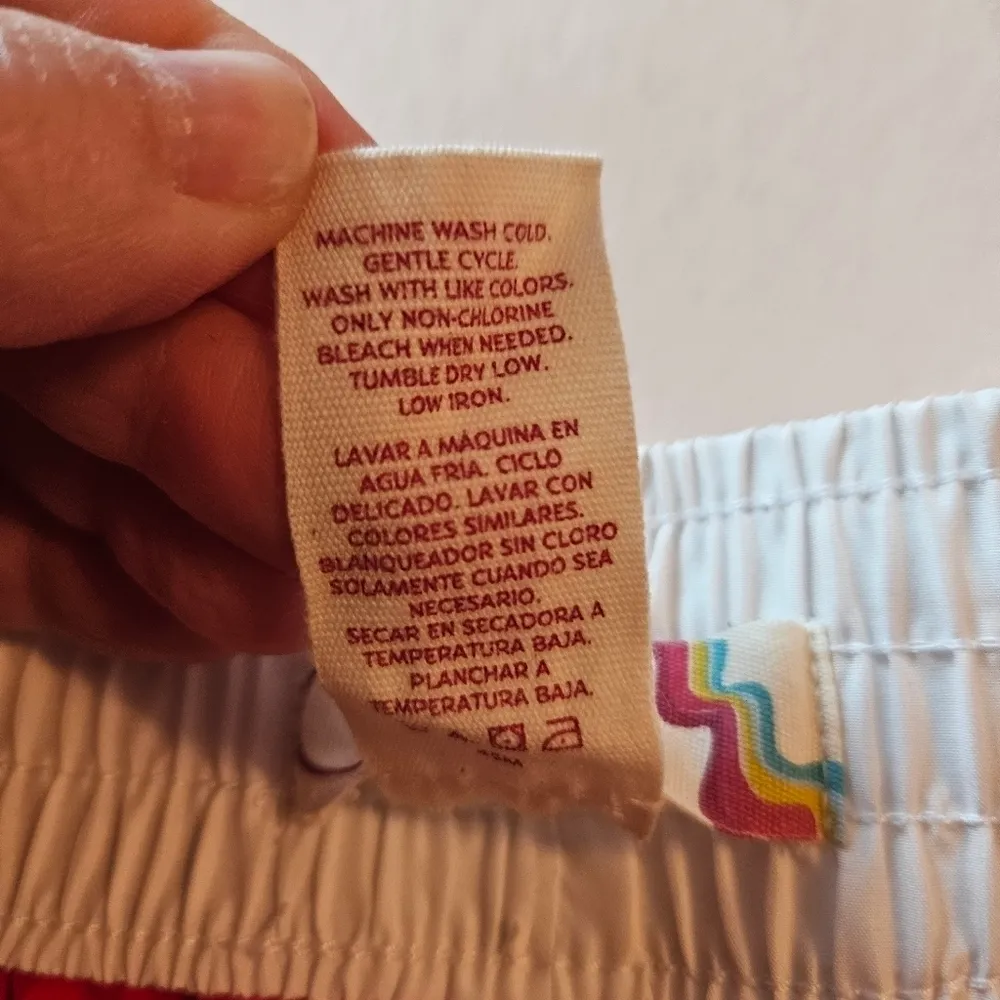 MACHINE WASH COLD.
GENTLE CYCLE.
WASH WITH LIKE COLORS.
ONLY NON-CHLORINE
BLEACH WHEN NEEDED.
TUMBLE DRY LOW.
LOW IRON.
LAVAR A MÁQUINA EN
AGUA FRIA. CICLO
DELICADO. LAVAR CON
COLORES SIMILARES.
BLANQUEADOR SIN CLORO
SOLAMENTE CUANDO SEA
NECESARIO.
SECAR EN SECADORA A
TEMPERATURA BAJA.
PLANCHAR A
TEMPERATURA BAJA.